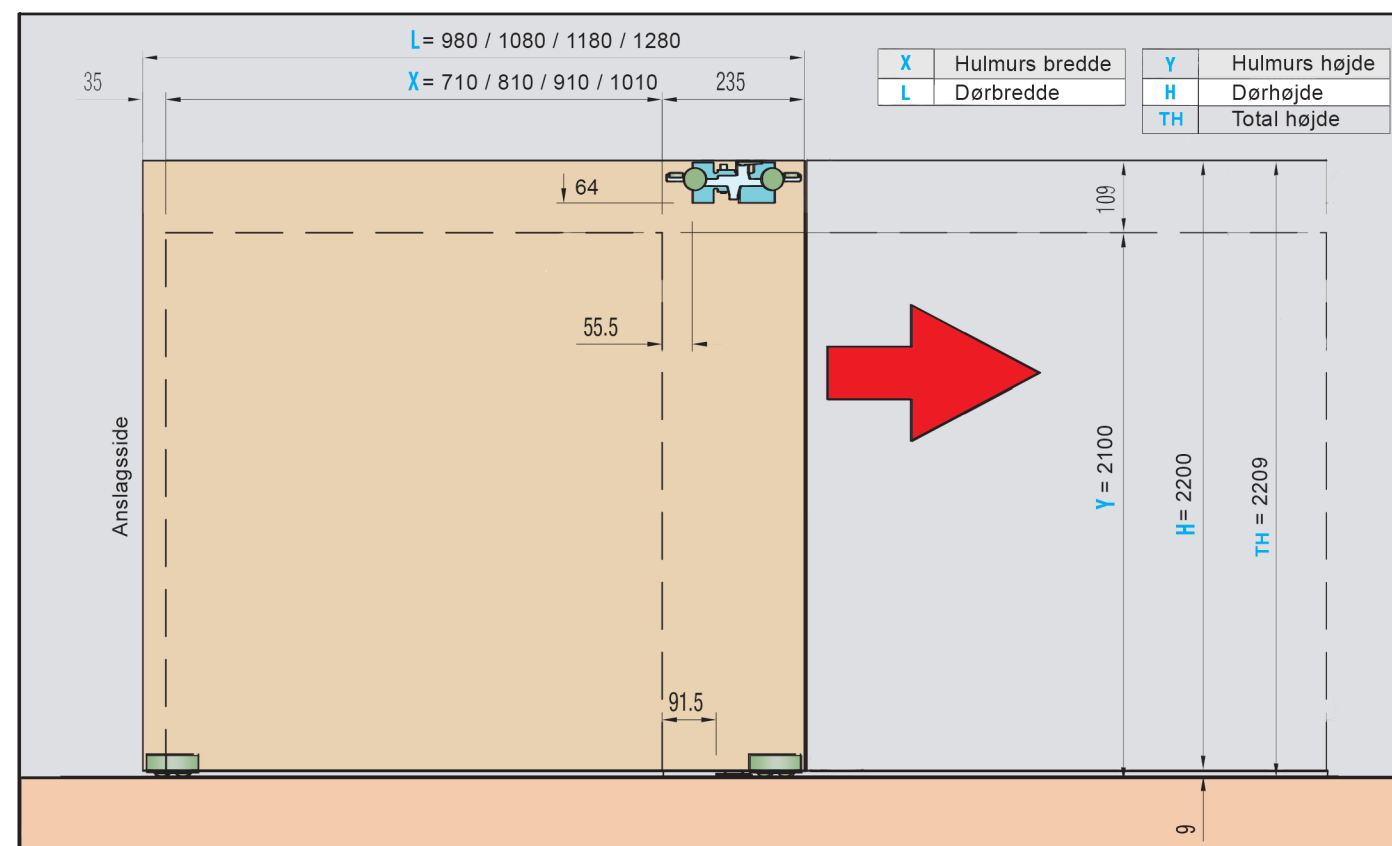 L= 980 / 1080 / 1180 / 1280
35
X= 710 / 810 / 910 / 1010
235
X Hulmurs bredde
L Dørbredde
Y Hulmurs højde
H Dørhøjde
TH Total højde
64
109
55.5
Anslagsside
Y = 2100
H= 2200
TH = 2209
91.5
9